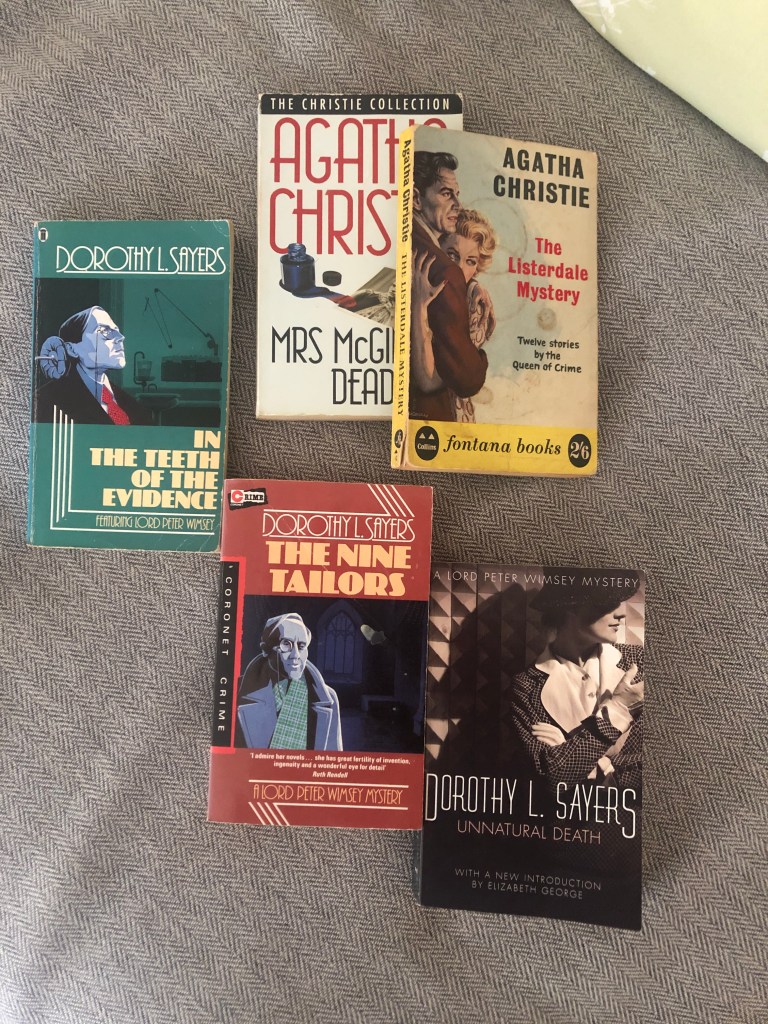 THE CHRISTIE COLLECTION
AGATH
CHRIST
MRS McGI
DEAD
Agatha Christie THE LISTERDALE MYSTERY
AGATHA
CHRISTIE
The
Listerdale
Mystery
Twelve stories
by the
Queen of Crime
Collins
fontana books
2/6
DOROTHY L. SAYERS
IN
THE TEETH
OF THE
EVIDENCE
FEATURING LORD PETER WIMSEY
CRIME
DOROTHY L. SAYERS
THE NINE
TAILORS
CORONET CRIME
'I admire her novels . . . she has great fertility of invention,
ingenuity and a wonderful eye for detail'
Ruth Rendell
A LORD PETER WIMSEY MYSTERY
A LORD PETER WIMSEY MYSTERY
DOROTHY L. SAYERS
UNNATURAL DEATH
WITH A NEW INTRODUCTION
BY ELIZABETH GEORGE